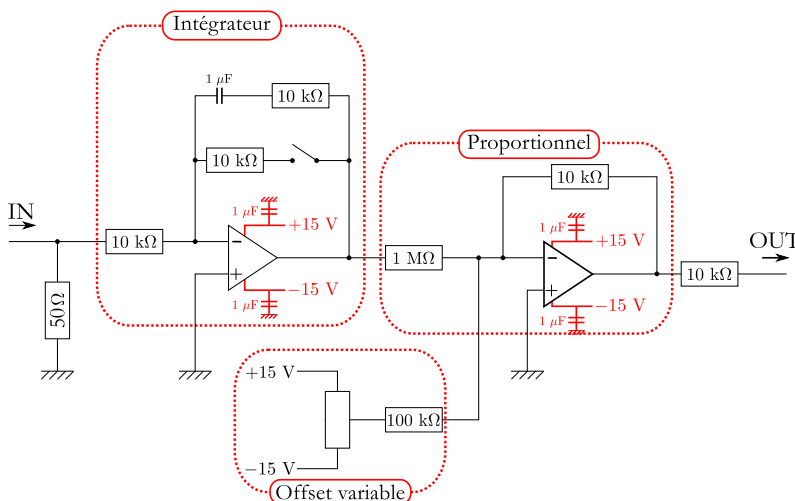 Intégrateur
1 μF
10 kΩ
10 kΩ
Proportionnel
10 kΩ
IN
10 kΩ
1 μF
+15 V
−
+
−15 V
1 μF
50Ω
1 MΩ
1 μF
+15 V
−
+
−15 V
1 μF
OUT
10 kΩ
+15 V
100 kΩ
−15 V
Offset variable